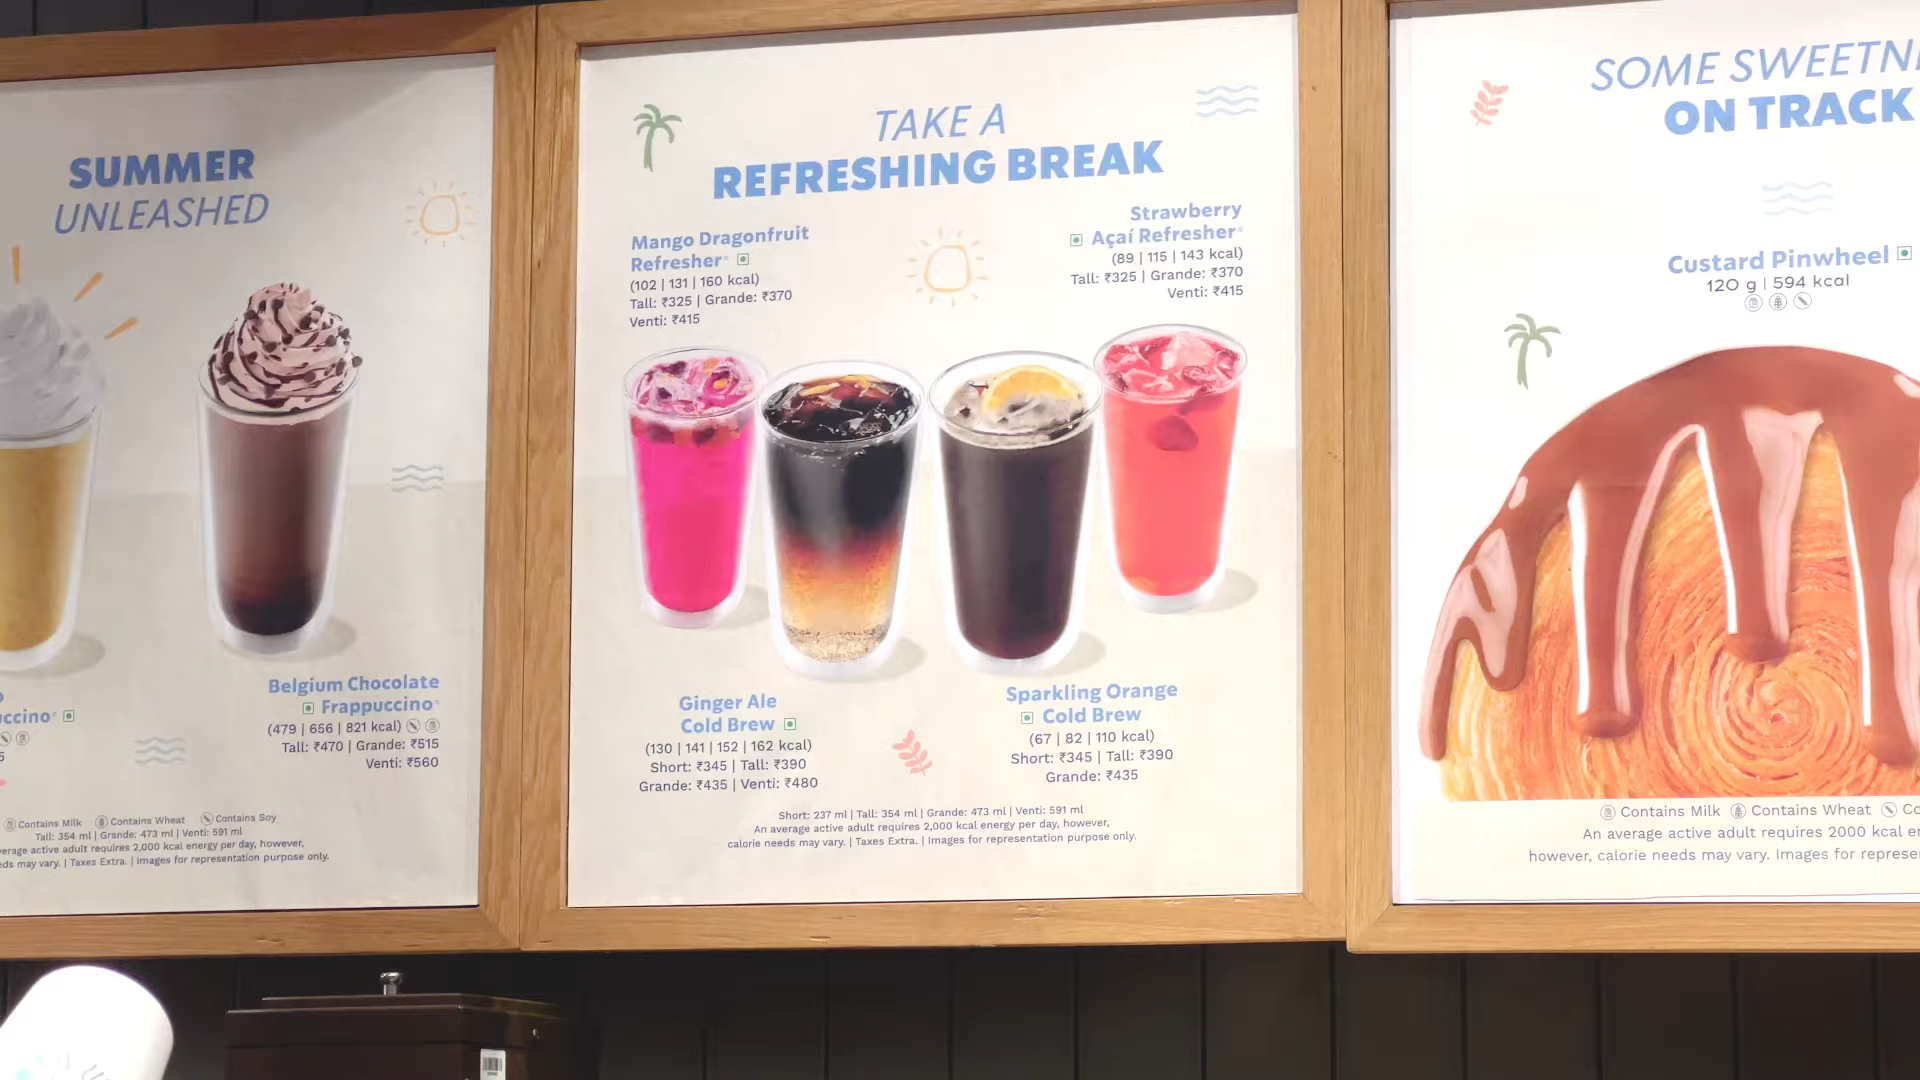 SUMMER
UNLEASHED
Belgium Chocolate
Frappuccino®
(479 | 656 | 821 kcal)
Tall: ₹470 | Grande: ₹515
Venti: ₹560
Contains Milk Contains Wheat Contains Soy
Tall: 354 ml | Grande: 473 ml | Venti: 591 ml
active adult requires 2,000 kcal energy per day, however,
may vary. | Taxes Extra. | Images for representation purpose only.
TAKE A
REFRESHING BREAK
Mango Dragonfruit
Refresher®
(102 | 131 | 160 kcal)
Tall: ₹325 | Grande: ₹370
Venti: ₹415
Strawberry
Açaí Refresher®
(89 | 115 | 143 kcal)
Tall: ₹325 | Grande: ₹370
Venti: ₹415
Ginger Ale
Cold Brew
(130 | 141 | 152 | 162 kcal)
Short: ₹345 | Tall: ₹390
Grande: ₹435 | Venti: ₹480
Sparkling Orange
Cold Brew
(67 | 82 | 110 kcal)
Short: ₹345 | Tall: ₹390
Grande: ₹435
Short: 237 ml | Tall: 354 ml | Grande: 473 ml | Venti: 591 ml
An average active adult requires 2,000 kcal energy per day, however,
calorie needs may vary. | Taxes Extra. | Images for representation purpose only.
SOME
ON TRACK
Custard Pinwheel
120 g | 594 kcal
Contains Milk Contains Wheat
An average active adult requires 2000 kcal
however, calorie needs may vary. Images for